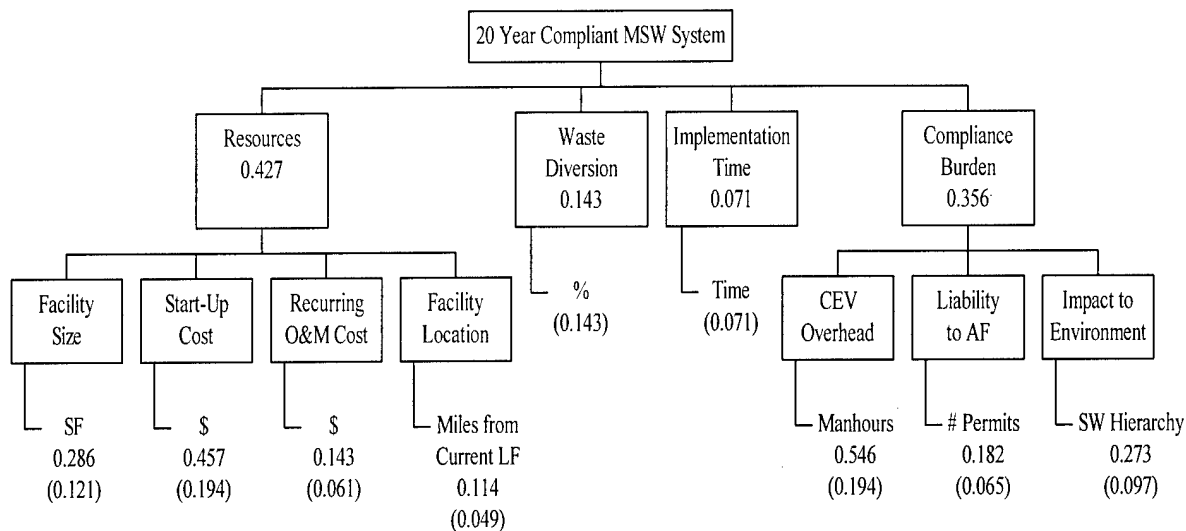 20 Year Compliant MSW System
Resources
0.427
Waste
Diversion
0.143
Implementation
Time
0.071
Compliance
Burden
0.356
Facility
Size
Start-Up
Cost
Recurring
O&M Cost
Facility
Location
%
(0.143)
Time
(0.071)
CEV
Overhead
Liability
to AF
Impact to
Environment
SF
0.286
(0.121)
$
0.457
(0.194)
$
0.143
(0.061)
Miles from
Current LF
0.114
(0.049)
Manhours
0.546
(0.194)
# Permits
0.182
(0.065)
SW Hierarchy
0.273
(0.097)